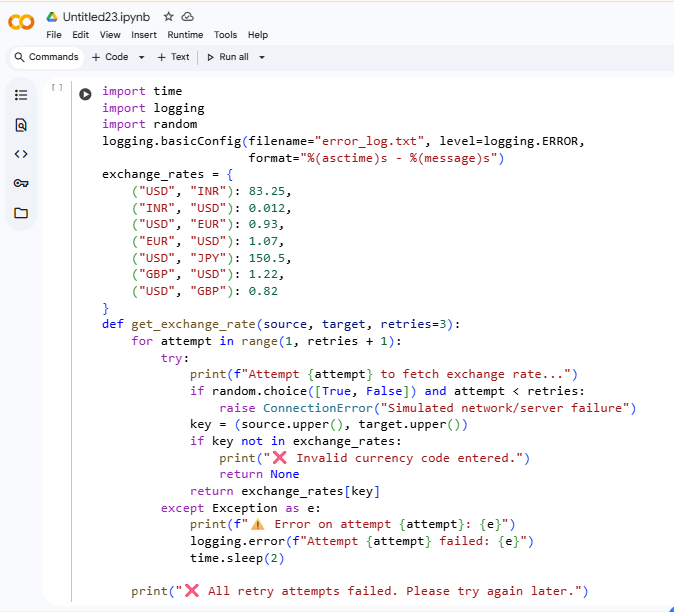 Untitled23.ipynb
File Edit View Insert Runtime Tools Help
Commands + Code + Text Run all
[ ]
import time
import logging
import random
logging.basicConfig(filename="error_log.txt", level=logging.ERROR,
                    format="%(asctime)s - %(message)s")
exchange_rates = {
    ("USD", "INR"): 83.25,
    ("INR", "USD"): 0.012,
    ("USD", "EUR"): 0.93,
    ("EUR", "USD"): 1.07,
    ("USD", "JPY"): 150.5,
    ("GBP", "USD"): 1.22,
    ("USD", "GBP"): 0.82
}
def get_exchange_rate(source, target, retries=3):
    for attempt in range(1, retries + 1):
        try:
            print(f"Attempt {attempt} to fetch exchange rate...")
            if random.choice([True, False]) and attempt < retries:
                raise ConnectionError("Simulated network/server failure")
            key = (source.upper(), target.upper())
            if key not in exchange_rates:
                print("❌ Invalid currency code entered.")
                return None
            return exchange_rates[key]
        except Exception as e:
            print(f"⚠️ Error on attempt {attempt}: {e}")
            logging.error(f"Attempt {attempt} failed: {e}")
            time.sleep(2)
    print("❌ All retry attempts failed. Please try again later.")